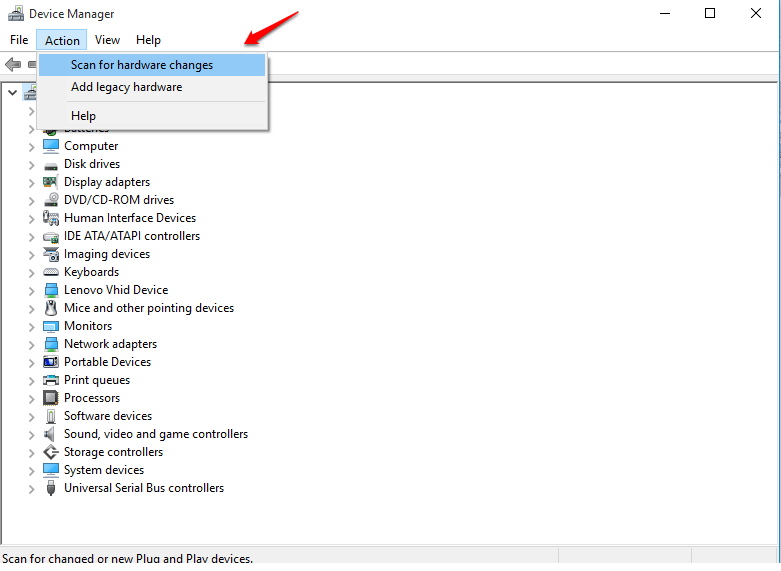 Device Manager
File Action View Help
Scan for hardware changes
Add legacy hardware
Help
Batteries
Computer
Disk drives
Display adapters
DVD/CD-ROM drives
Human Interface Devices
IDE ATA/ATAPI controllers
Imaging devices
Keyboards
Lenovo Vhid Device
Mice and other pointing devices
Monitors
Network adapters
Portable Devices
Print queues
Processors
Software devices
Sound, video and game controllers
Storage controllers
System devices
Universal Serial Bus controllers
Scan for changed or new Plug and Play devices.